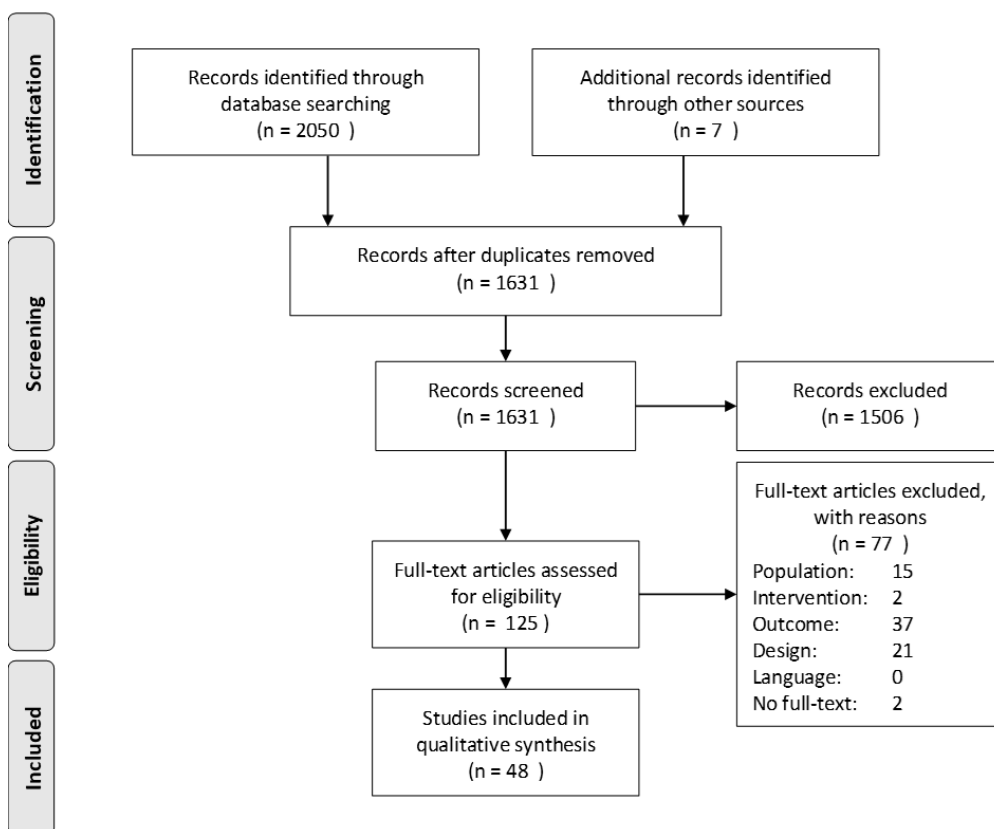 Identification
Records identified through
database searching
(n = 2050  )
Additional records identified
through other sources
(n = 7  )
Screening
Records after duplicates removed
(n = 1631  )
Records screened
(n = 1631  )
Records excluded
(n = 1506  )
Eligibility
Full-text articles assessed
for eligibility
(n =  125 )
Full-text articles excluded,
with reasons
(n = 77  )
Population: 15
Intervention: 2
Outcome: 37
Design: 21
Language: 0
No full-text: 2
Included
Studies included in
qualitative synthesis
(n = 48  )